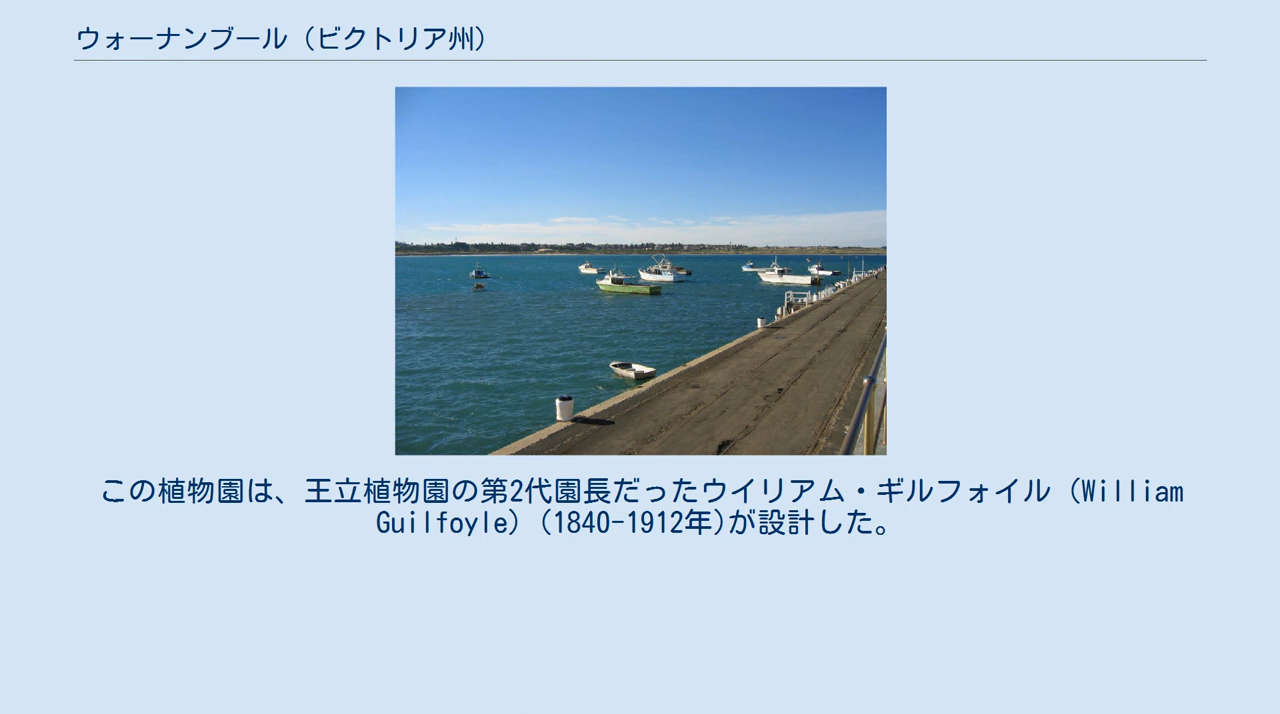 ウォーナンブール (ビクトリア州)
この植物園は、王立植物園の第2代園長だったウイリアム・ギルフォイル (William
Guilfoyle) (1840-1912年)が設計した。